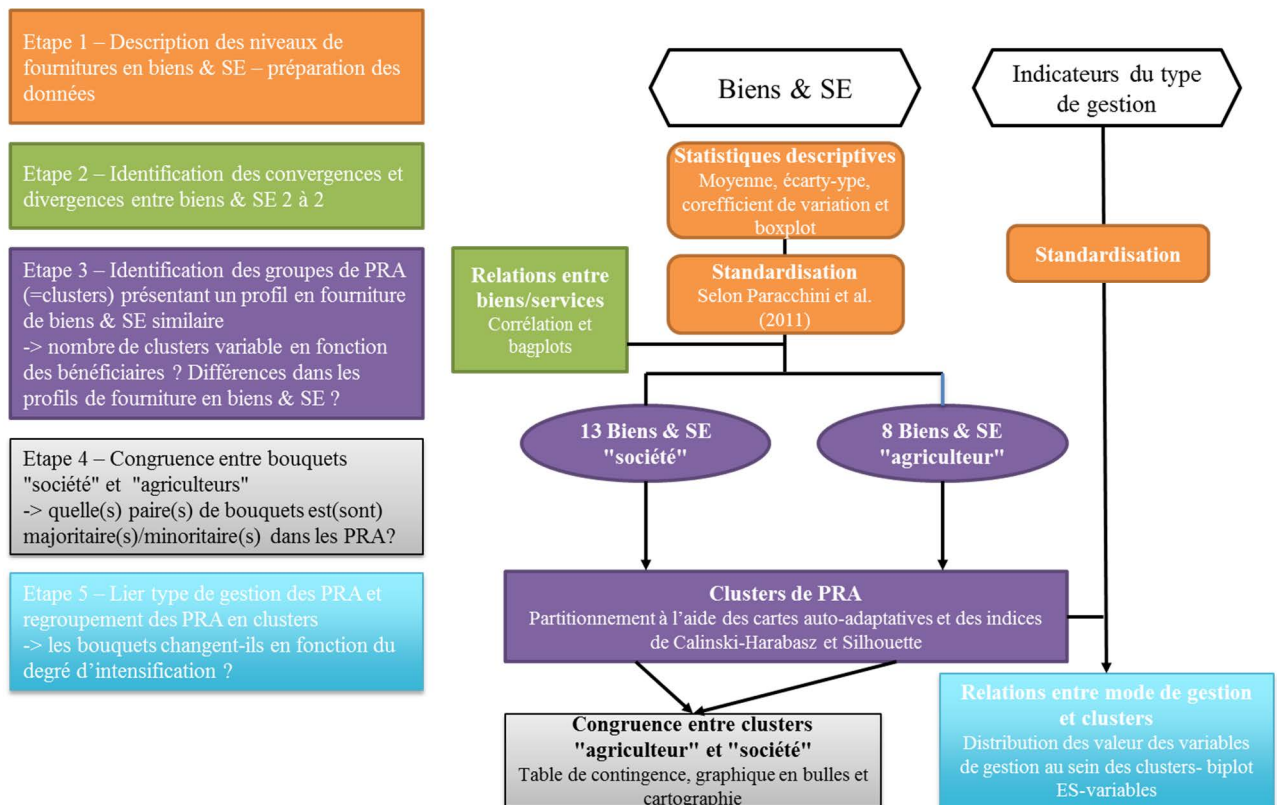 Etape 1 – Description des niveaux de
fournitures en biens & SE – préparation des
données
Etape 2 – Identification des convergences et
divergences entre biens & SE 2 à 2
Etape 3 – Identification des groupes de PRA
(=clusters) présentant un profil en fourniture
de biens & SE similaire
-> nombre de clusters variable en fonction
des bénéficiaires ? Différences dans les
profils de fourniture en biens & SE ?
Etape 4 – Congruence entre bouquets
"société" et "agriculteurs"
-> quelle(s) paire(s) de bouquets est(sont)
majoritaire(s)/minoritaire(s) dans les PRA?
Etape 5 – Lier type de gestion des PRA et
regroupement des PRA en clusters
-> les bouquets changent-ils en fonction du
degré d'intensification ?
Biens & SE
Indicateurs du type
de gestion
Statistiques descriptives
Moyenne, écarty-ype,
corefficient de variation et
boxplot
Standardisation
Relations entre
biens/services
Corrélation et
bagplots
Standardisation
Selon Paracchini et al.
(2011)
13 Biens & SE
"société"
8 Biens & SE
"agriculteur"
Clusters de PRA
Partitionnement à l'aide des cartes auto-adaptatives et des indices
de Calinski-Harabasz et Silhouette
Congruence entre clusters
"agriculteur" et "société"
Table de contingence, graphique en bulles et
cartographie
Relations entre mode de gestion
et clusters
Distribution des valeur des variables
de gestion au sein des clusters- biplot
ES-variables